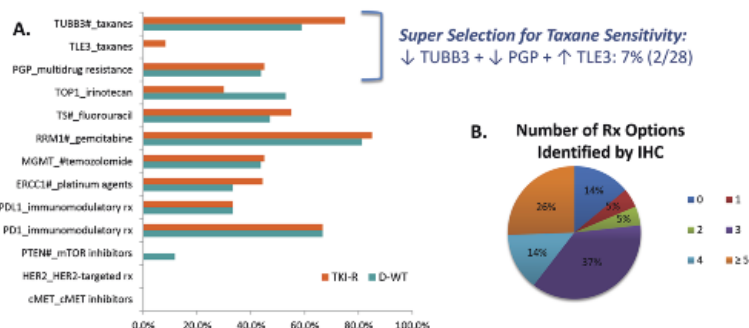 A.
TUBB3#_taxanes
TLE3_taxanes
PGP_multidrug resistance
TOP1_irinotecan
TS#_fluorouracil
RRM1#_gemcitabine
MGMT_#temozolomide
ERCC1#_platinum agents
PDL1_immunomodulatory rx
PD1_immunomodulatory rx
PTEN#_mTOR inhibitors
HER2_HER2-targeted rx
cMET_cMET inhibitors
TKI-R D-WT
0.0% 20.0% 40.0% 60.0% 80.0% 100.0%
Super Selection for Taxane Sensitivity:
↓ TUBB3 + ↓ PGP + ↑ TLE3: 7% (2/28)
B.
Number of Rx Options
Identified by IHC
14%
5%
5%
37%
14%
26%
0 1
2 3
4 ≥5